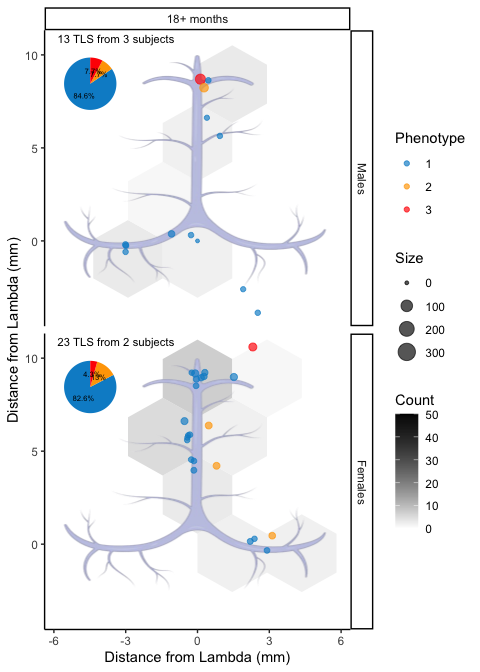 18+ months
13 TLS from 3 subjects
84.6%
10
5
0
Males
23 TLS from 2 subjects
82.6%
10
5
0
Females
Distance from Lambda (mm)
-6
-3
0
3
6
Distance from Lambda (mm)
Phenotype
1
2
3
Size
0
100
200
300
Count
50
40
30
20
10
0